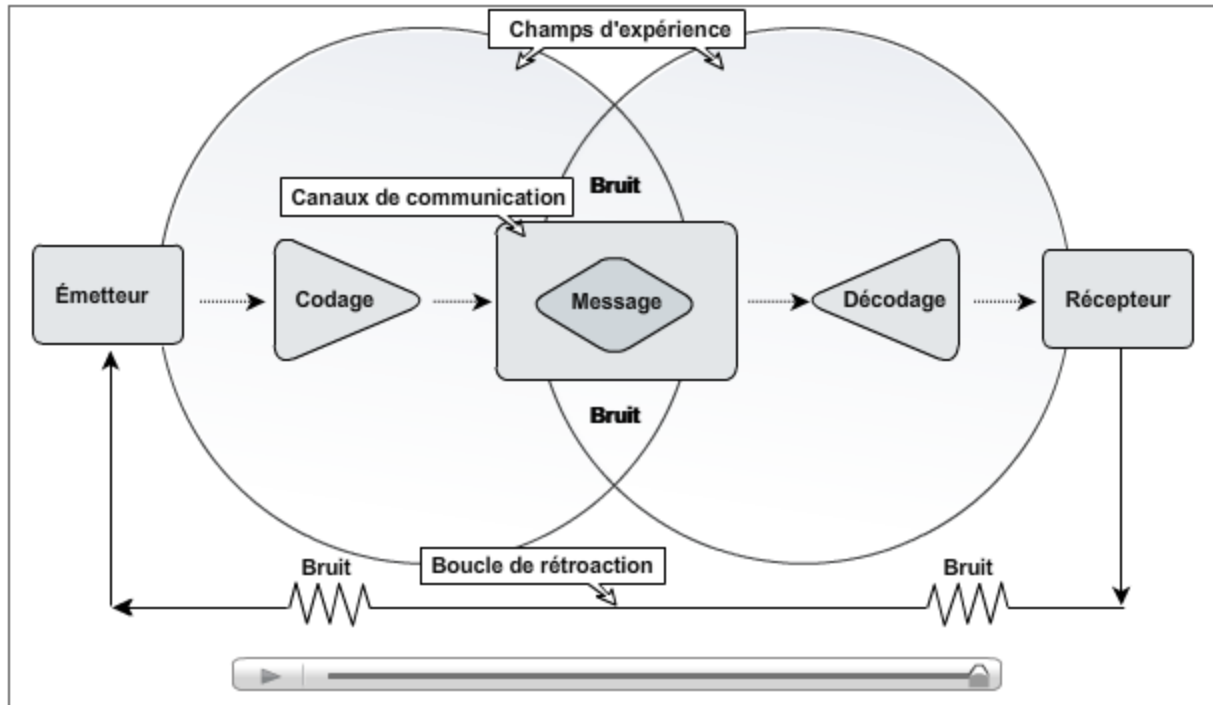 Champs d'expérience
Bruit
Canaux de communication
Émetteur
Codage
Message
Décodage
Récepteur
Bruit
Boucle de rétroaction
Bruit
Bruit